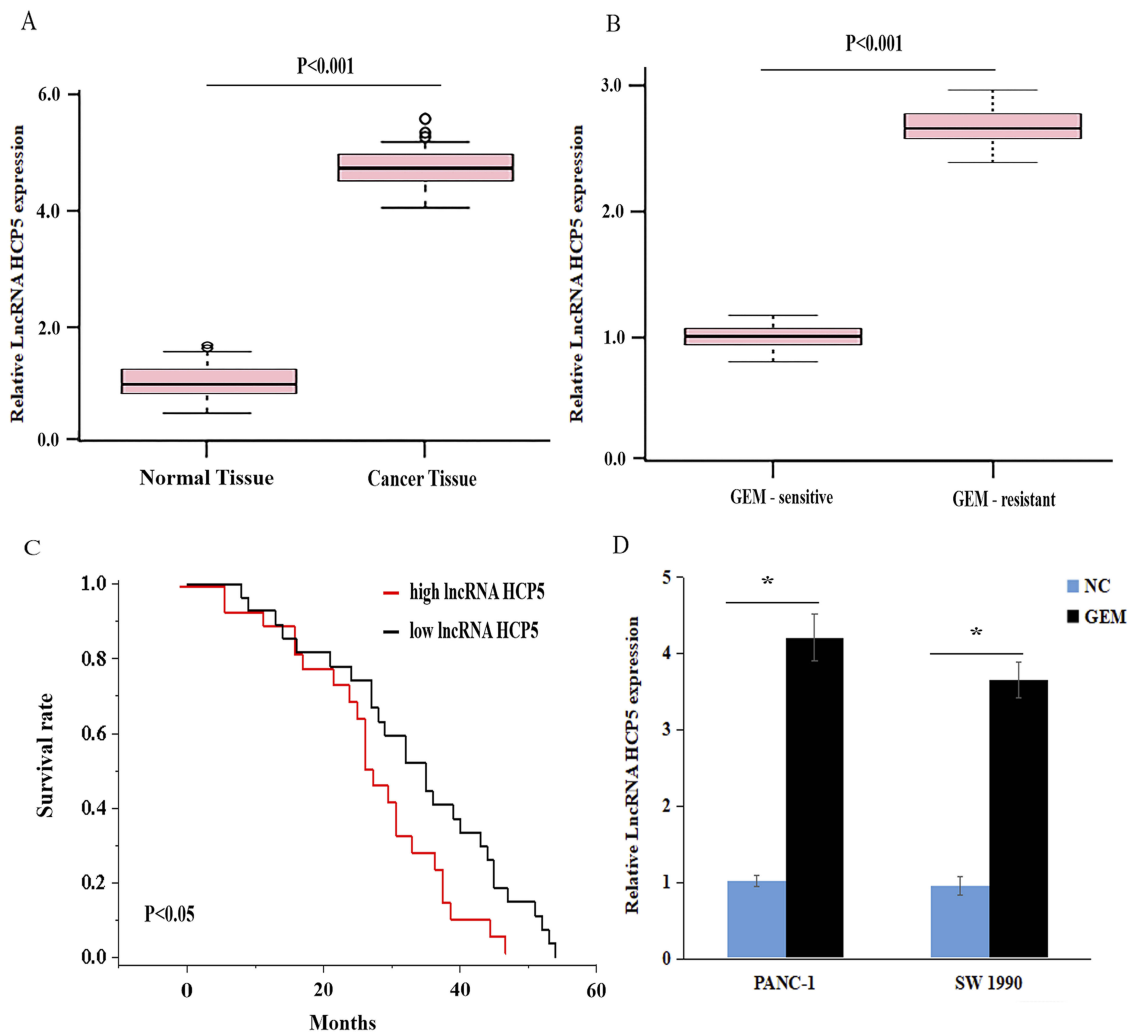 A
P<0.001
Relative LncRNA HCP5 expression
6.0
4.0
2.0
0.0
Normal Tissue
Cancer Tissue
B
P<0.001
Relative LncRNA HCP5 expression
3.0
2.0
1.0
0.0
GEM - sensitive
GEM - resistant
C
Survival rate
1.0
0.8
0.6
0.4
0.2
0.0
high lncRNA HCP5
low lncRNA HCP5
P<0.05
0
20
40
60
Months
D
Relative LncRNA HCP5 expression
5
4
3
2
1
0
*
*
NC
GEM
PANC-1
SW 1990